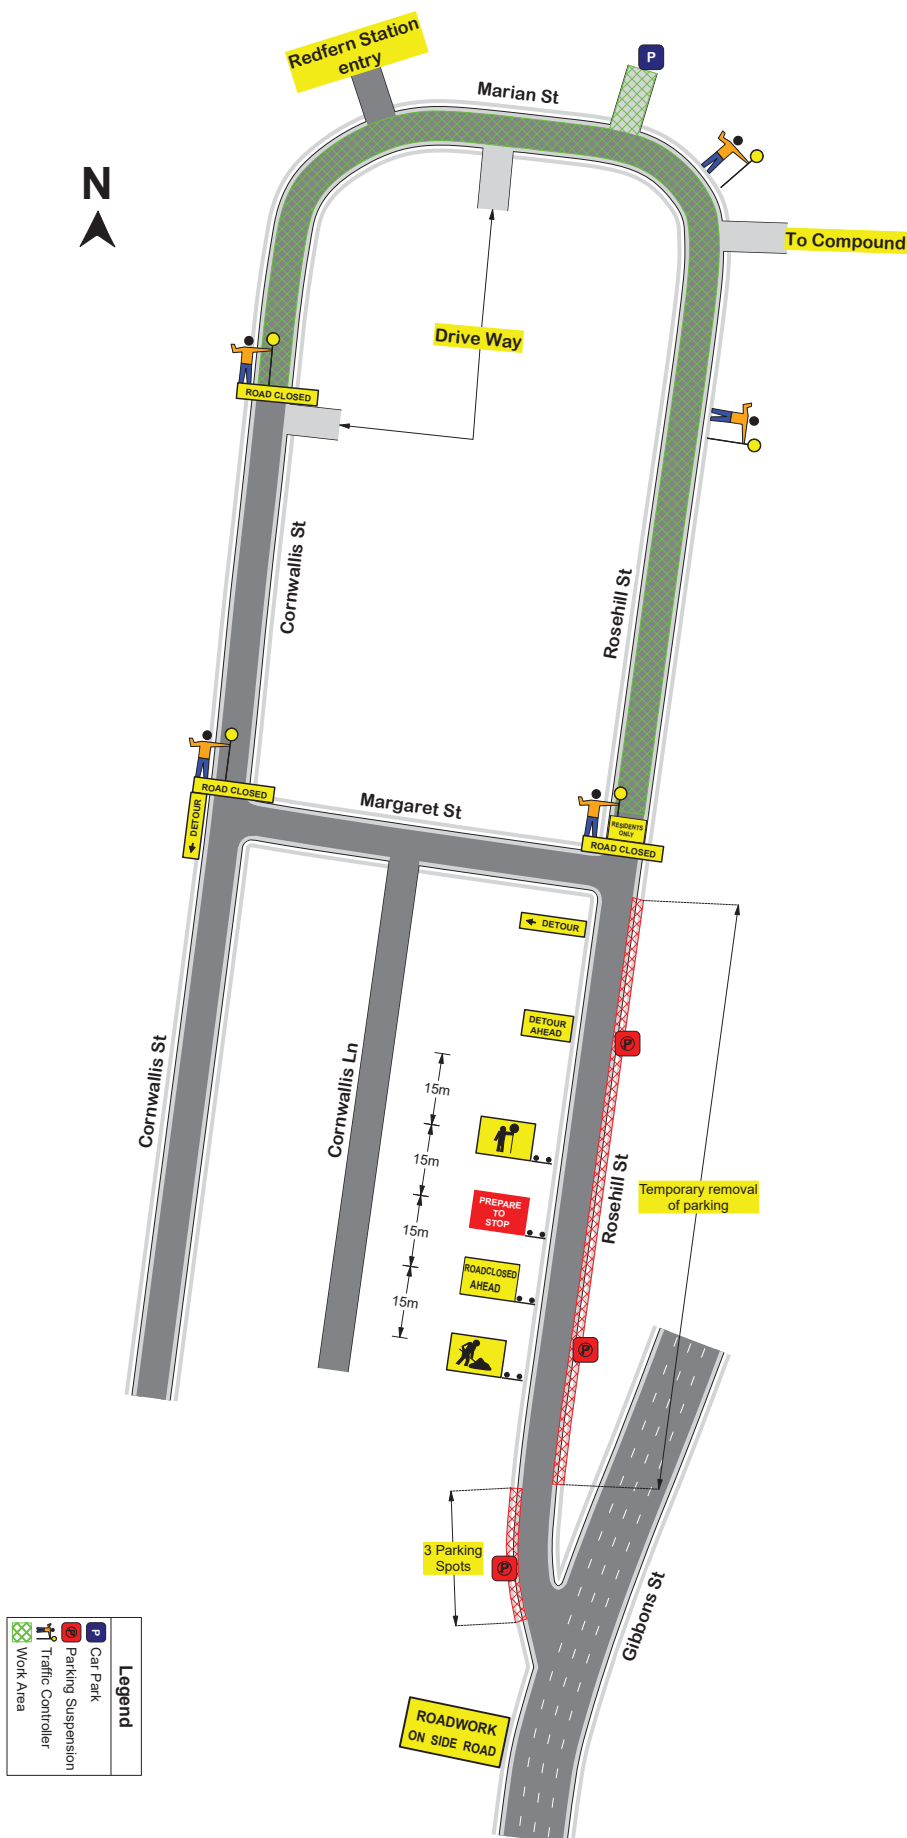 Redfern Station
entry
Marian St
P
N
To Compound
Drive Way
ROAD CLOSED
Cornwallis St
Rosehill St
ROAD CLOSED
DETOUR
Margaret St
RESIDENTS
ONLY
ROAD CLOSED
DETOUR
DETOUR
AHEAD
P
Cornwallis St
Cornwallis Ln
15m
15m
PREPARE
TO
STOP
15m
ROADCLOSED
AHEAD
15m
Rosehill St
Temporary removal
of parking
P
3 Parking
Spots
P
Gibbons St
ROADWORK
ON SIDE ROAD
Legend
P Car Park
P Parking Suspension
Traffic Controller
Work Area